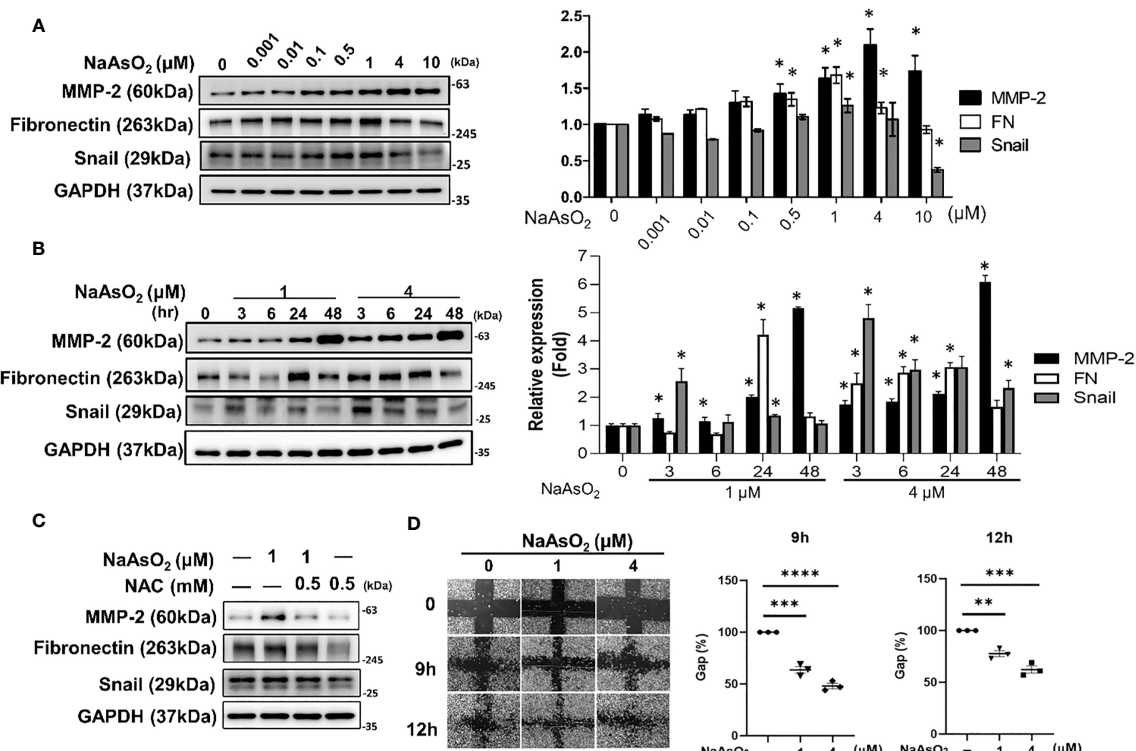 A
NaAsO₂ (µM) 0 0.001 0.01 0.1 0.5 1 4 10 (kDa)
MMP-2 (60kDa) -63
Fibronectin (263kDa) -245
Snail (29kDa) -25
GAPDH (37kDa) -35
2.5
2.0
1.5
1.0
0.5
0.0
* * * * * * * * * *
MMP-2
FN
Snail
NaAsO₂ 0 0.001 0.01 0.1 0.5 1 4 10 (µM)
B
NaAsO₂ (µM) 1 4
(hr) 0 3 6 24 48 3 6 24 48 (kDa)
MMP-2 (60kDa) -63
Fibronectin (263kDa) -245
Snail (29kDa) -25
GAPDH (37kDa) -35
Relative expression
(Fold)
7
6
5
4
3
2
1
0
* * * * * * * * * * * * * * * * *
MMP-2
FN
Snail
0 3 6 24 48 3 6 24 48
NaAsO₂ 1 µM 4 µM
C
NaAsO₂ (µM) — 1 1 —
NAC (mM) — — 0.5 0.5 (kDa)
MMP-2 (60kDa) -63
Fibronectin (263kDa) -245
Snail (29kDa) -25
GAPDH (37kDa) -35
D
NaAsO₂ (µM)
0 1 4
0
9h
12h
9h
****
***
Gap (%)
150
100
50
0
NaAsO₂ – 1 4 (µM)
12h
***
**
Gap (%)
150
100
50
0
NaAsO₂ – 1 4 (µM)